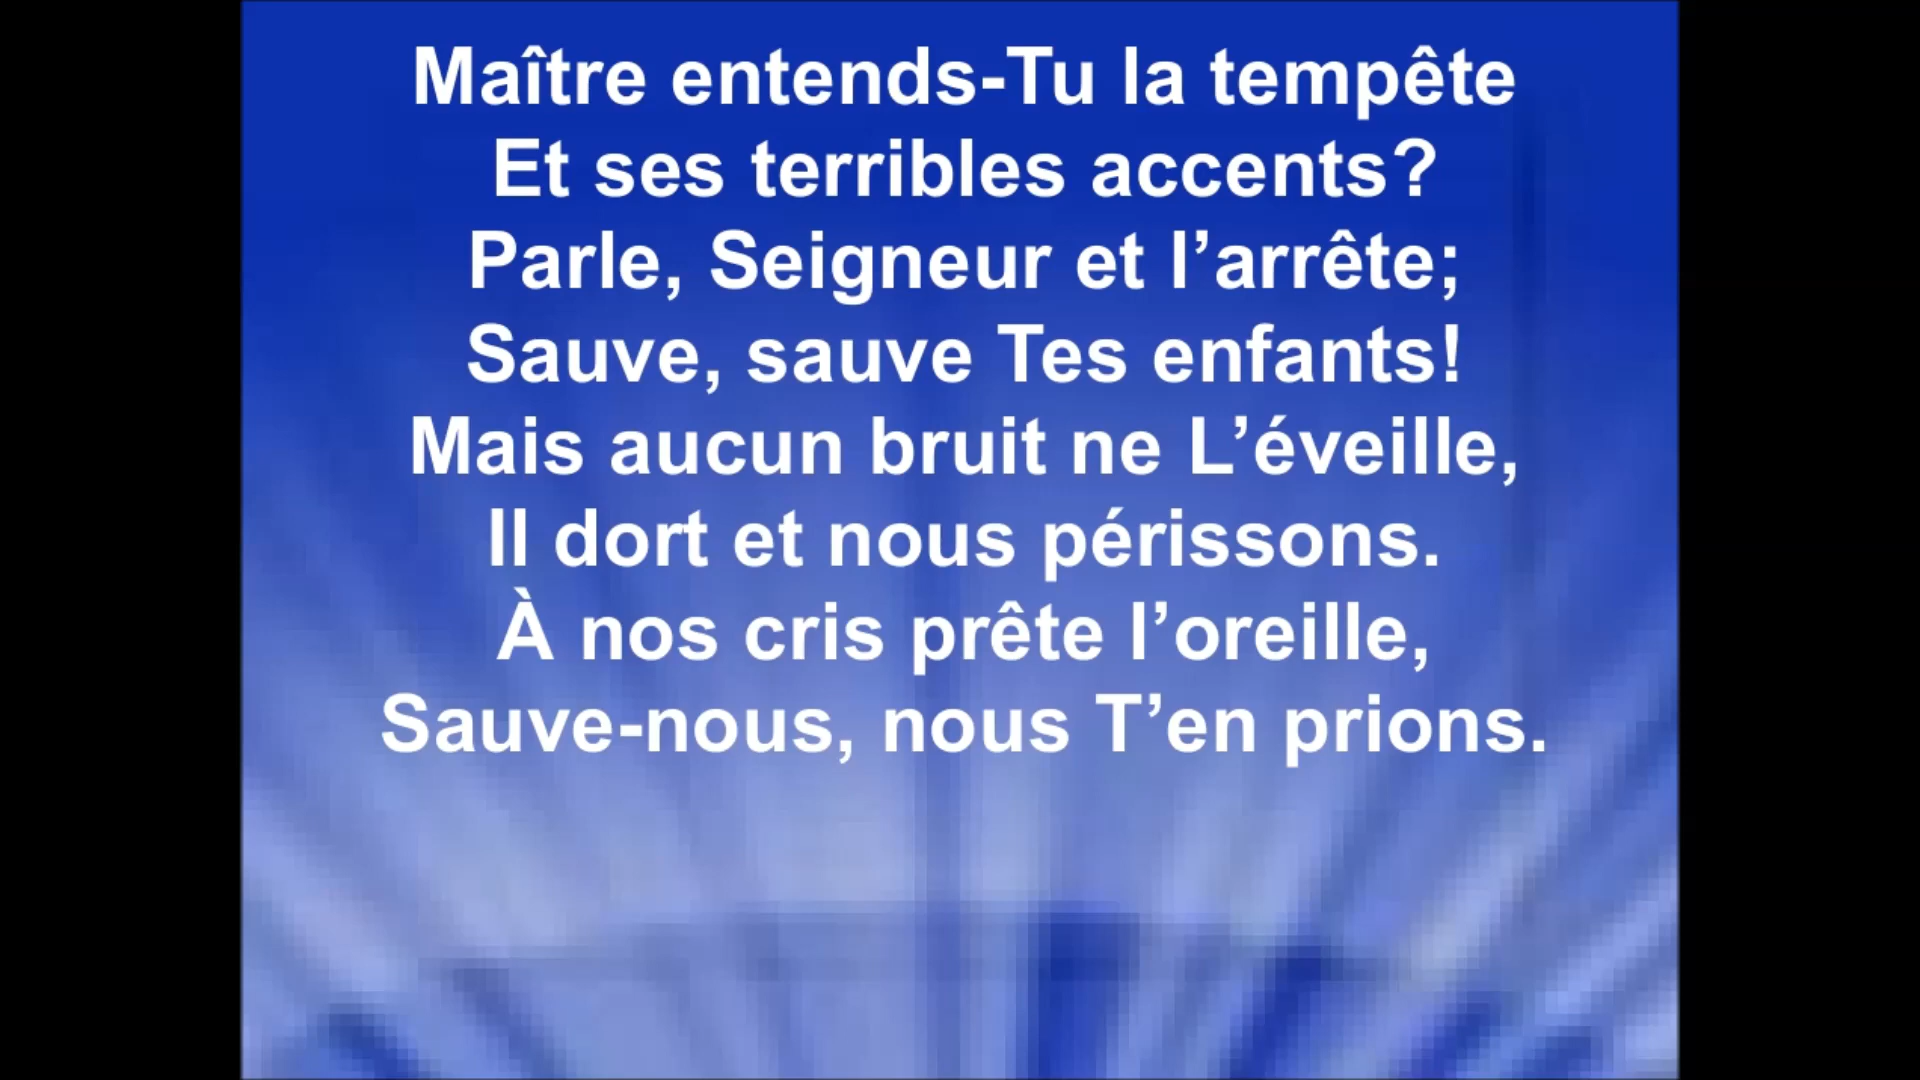 Maître entends-Tu la tempête
Et ses terribles accents?
Parle, Seigneur et l’arrête;
Sauve, sauve Tes enfants!
Mais aucun bruit ne L’éveille,
Il dort et nous périssons.
À nos cris prête l’oreille,
Sauve-nous, nous T’en prions.